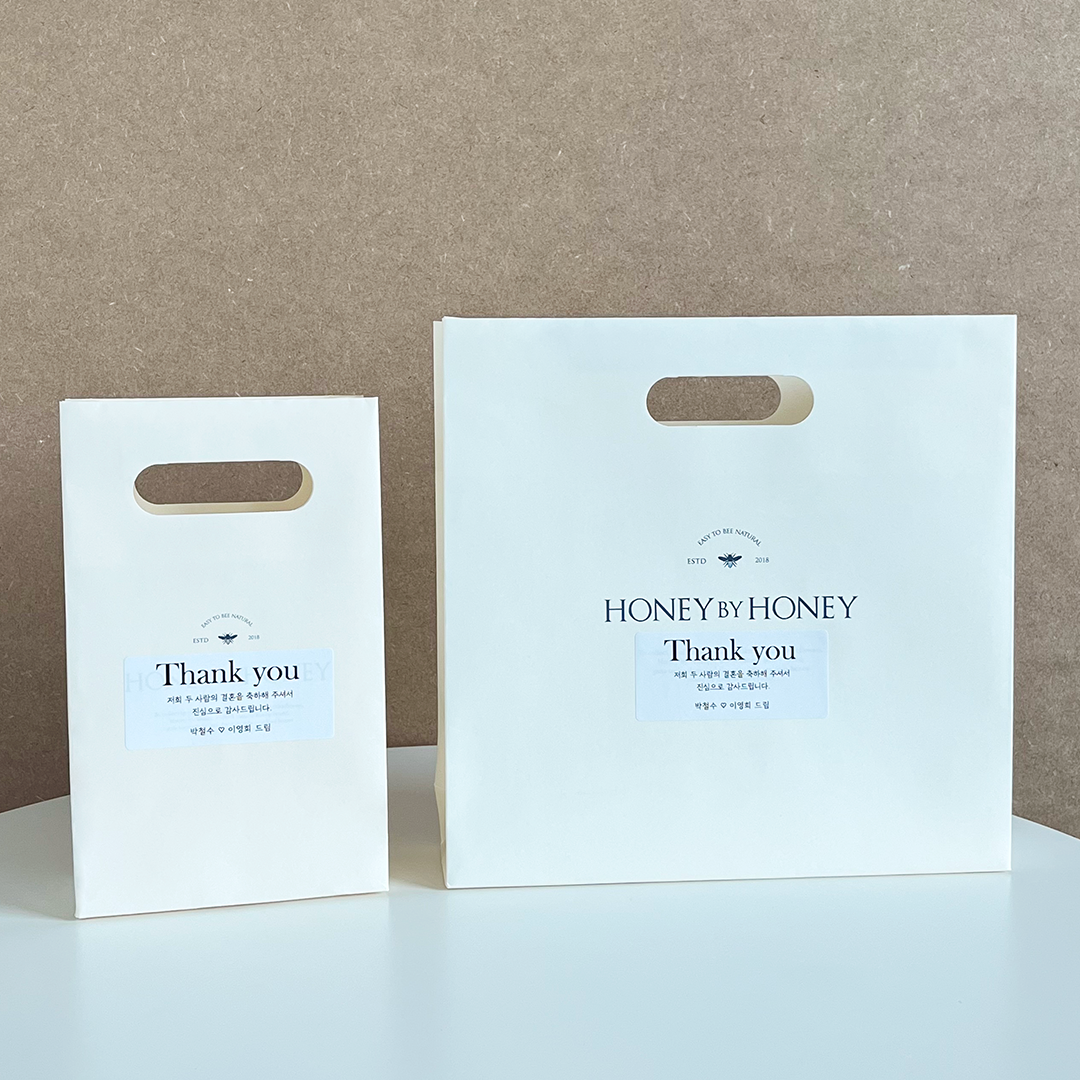 EASY TO BEE NATURAL
ESTD 2018
Thank you
저희 두 사람의 결혼을 축하해 주셔서
진심으로 감사드립니다.
박철수 ♡ 이영희 드림
EASY TO BEE NATURAL
ESTD 2018
HONEY BY HONEY
Thank you
저희 두 사람의 결혼을 축하해 주셔서
진심으로 감사드립니다.
박철수 ♡ 이영희 드림